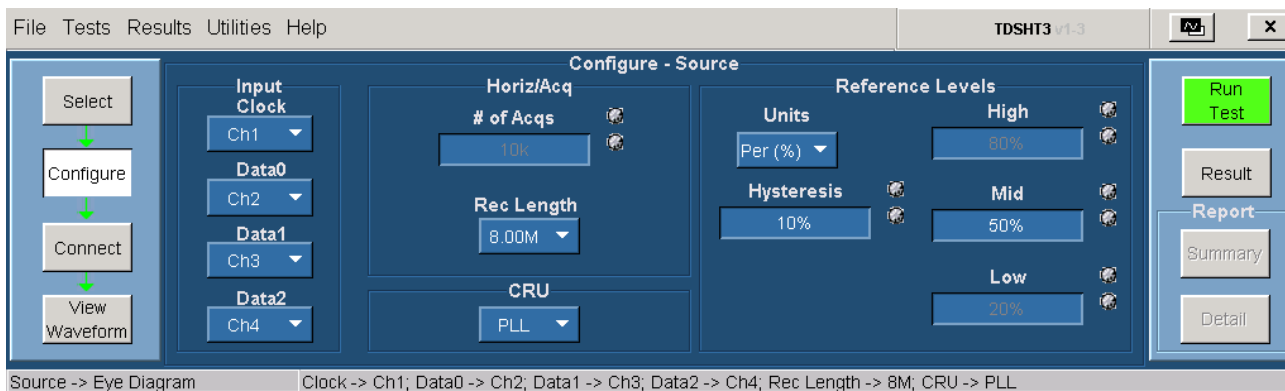 File Tests Results Utilities Help
TDSHT3 v1-3
x
Select
Configure
Connect
View
Waveform
Configure - Source
Input
Clock
Ch1
Data0
Ch2
Data1
Ch3
Data2
Ch4
Horiz/Acq
# of Acqs
10k
Rec Length
8.00M
CRU
PLL
Reference Levels
Units
Per (%)
Hysteresis
10%
High
80%
Mid
50%
Low
20%
Run
Test
Result
Report
Summary
Detail
Source -> Eye Diagram
Clock -> Ch1; Data0 -> Ch2; Data1 -> Ch3; Data2 -> Ch4; Rec Length -> 8M; CRU -> PLL